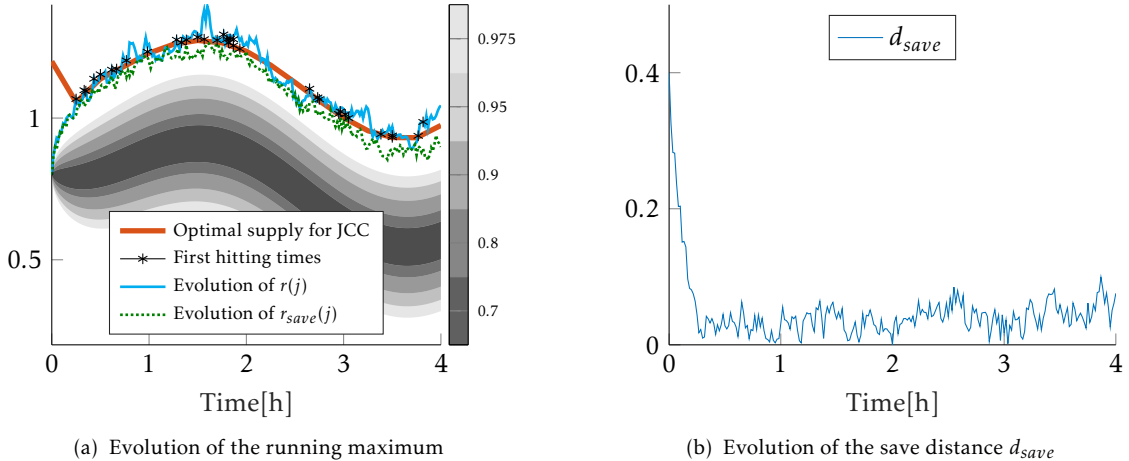 1
0.5
0
1
2
3
4
Time[h]
0.975
0.95
0.9
0.8
0.7
Optimal supply for JCC
First hitting times
Evolution of r(j)
Evolution of r_save(j)
(a) Evolution of the running maximum
d_save
0.4
0.2
0
0
1
2
3
4
Time[h]
(b) Evolution of the save distance d_save